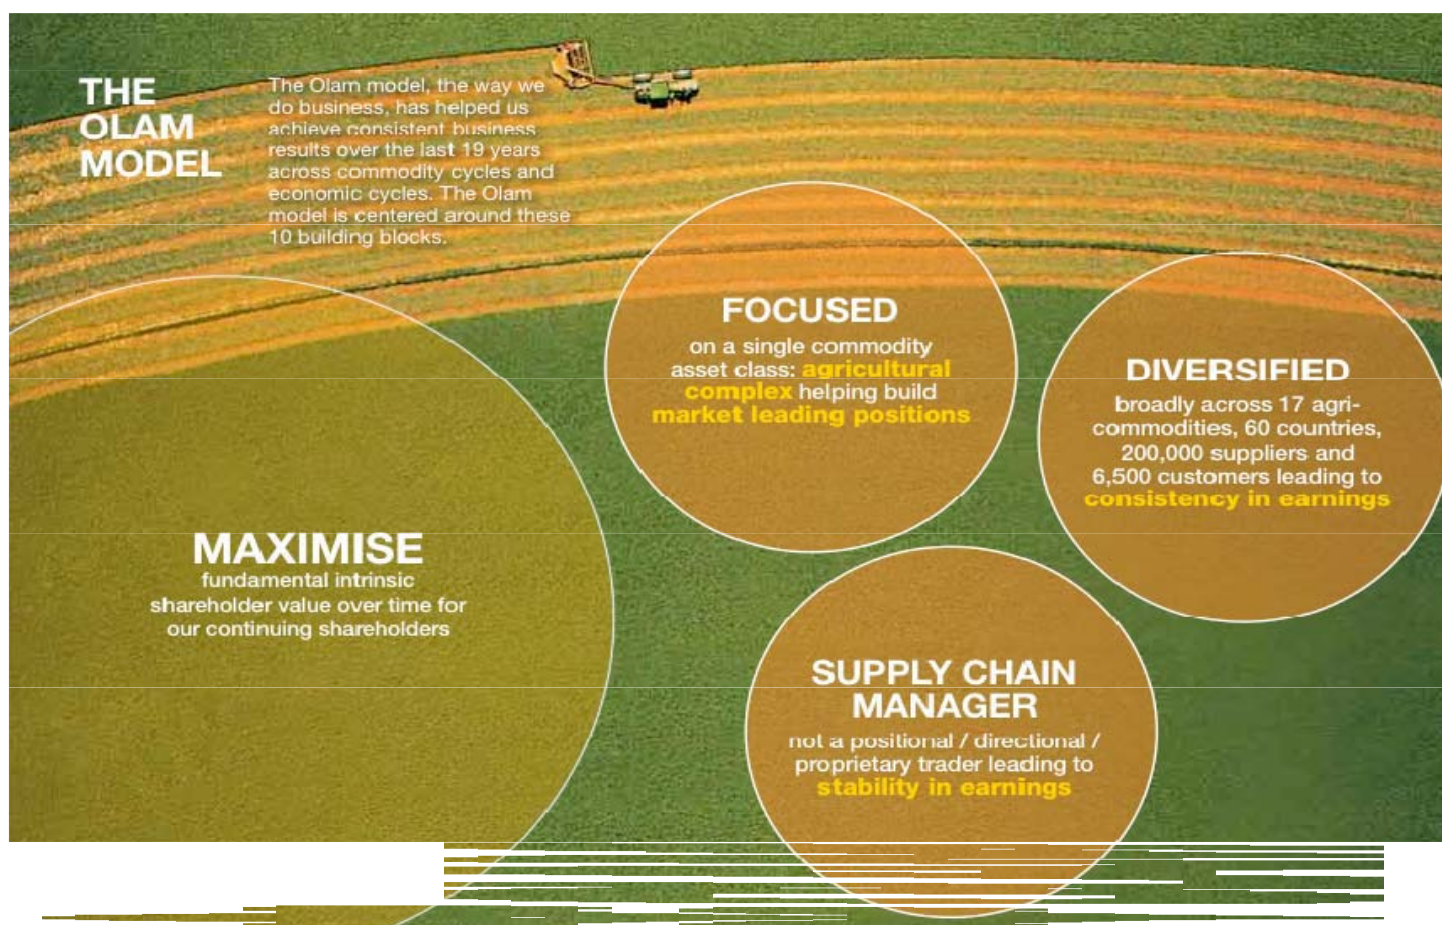 THE
OLAM
MODEL
The Olam model, the way we
do business, has helped us
achieve consistent business
results over the last 19 years
across commodity cycles and
economic cycles. The Olam
model is centered around these
10 building blocks.
FOCUSED
on a single commodity
asset class: agricultural
complex helping build
market leading positions
DIVERSIFIED
broadly across 17 agri-
commodities, 60 countries,
200,000 suppliers and
6,500 customers leading to
consistency in earnings
MAXIMISE
fundamental intrinsic
shareholder value over time for
our continuing shareholders
SUPPLY CHAIN
MANAGER
not a positional / directional /
proprietary trader leading to
stability in earnings